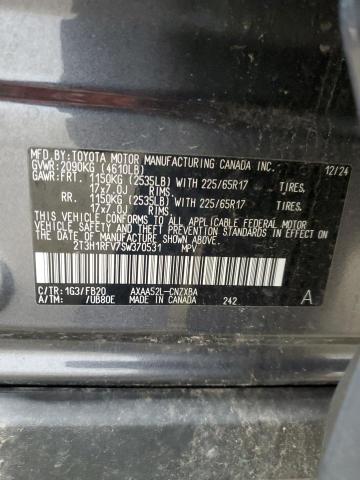 MFD. BY:TOYOTA MOTOR MANUFACTURING CANADA INC. 12/24
GVWR:2090KG (4610LB)
GAWR:FRT. 1150KG (2535LB) WITH 225/65R17 TIRES,
17x7.0J RIMS
RR. 1150KG (2535LB) WITH 225/65R17 TIRES,
17x7.0J RIMS
THIS VEHICLE CONFORMS TO ALL APPLICABLE FEDERAL MOTOR
VEHICLE SAFETY STANDARDS IN EFFECT ON THE DATE OF
MANUFACTURE SHOWN ABOVE.
2T3H1RFV7SW370531 MPV
C/TR:1G3/FB20 AXAA52L-CNZXBA
A/TM: /UB80E MADE IN CANADA 242 A